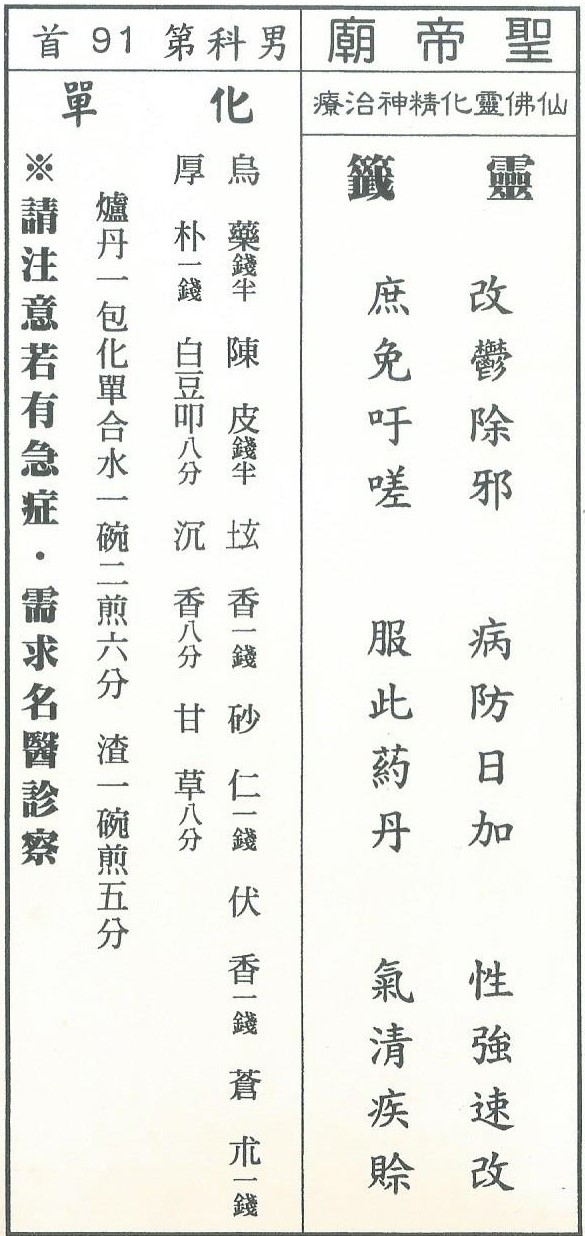 聖帝廟
仙佛靈化精神治療
靈籤
改鬱除邪　病防日加　性強速改
庶免吁嗟　服此葯丹　氣清疾賒
男科第91首
化單
烏藥錢半　陳皮錢半　㘨香一錢　砂仁一錢　伏香一錢　蒼朮一錢
厚朴一錢　白豆叩八分　沉香八分　甘草八分
爐丹一包化單合水一碗二煎六分　渣一碗煎五分
※請注意若有急症・需求名醫診察